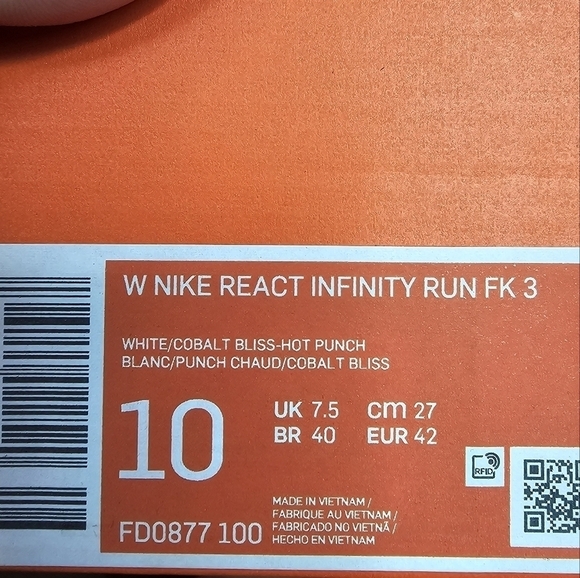 W NIKE REACT INFINITY RUN FK 3
WHITE/COBALT BLISS-HOT PUNCH
BLANC/PUNCH CHAUD/COBALT BLISS
10
UK 7.5 cm 27
BR 40 EUR 42
RFID
FD0877 100
MADE IN VIETNAM /
FABRIQUE AU VIETNAM /
FABRICADO NO VIETNÃ /
HECHO EN VIETNAM